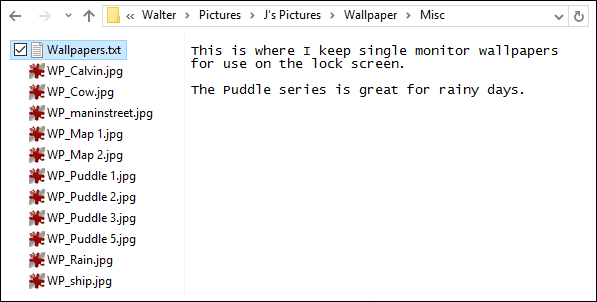 Walter > Pictures > J's Pictures > Wallpaper > Misc
Wallpapers.txt
WP_Calvin.jpg
WP_Cow.jpg
WP_maninstreet.jpg
WP_Map 1.jpg
WP_Map 2.jpg
WP_Puddle 1.jpg
WP_Puddle 2.jpg
WP_Puddle 3.jpg
WP_Puddle 5.jpg
WP_Rain.jpg
WP_ship.jpg
This is where I keep single monitor wallpapers
for use on the lock screen.
The Puddle series is great for rainy days.